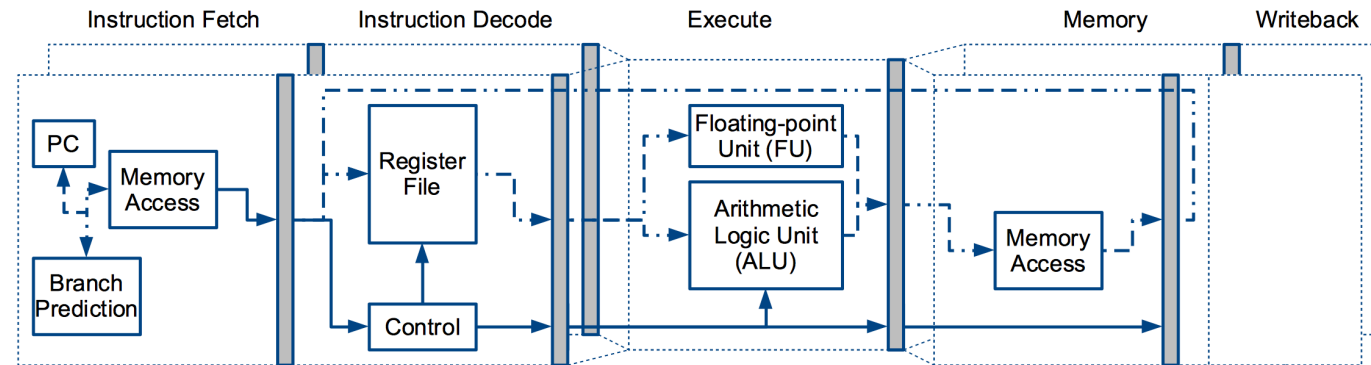 Instruction Fetch
Instruction Decode
Execute
Memory
Writeback
PC
Memory
Access
Branch
Prediction
Register
File
Control
Floating-point
Unit (FU)
Arithmetic
Logic Unit
(ALU)
Memory
Access